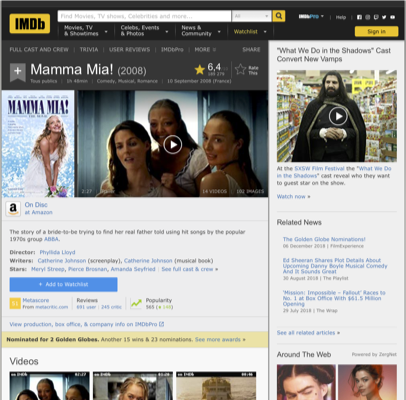 IMDb
Find Movies, TV shows, Celebrities and more...
All
IMDbPro
Help
Movies, TV & Showtimes
Celebs, Events & Photos
News & Community
Watchlist
Sign in
FULL CAST AND CREW | TRIVIA | USER REVIEWS | IMDbPro | MORE
SHARE
Mamma Mia! (2008)
6,4
Rate This
Tous publics | 1h 48min | Comedy, Musical, Romance | 10 September 2008 (France)
MAMMA MIA!
2:27
14 VIDEOS
102 IMAGES
On Disc
at Amazon
The story of a bride-to-be trying to find her real father told using hit songs by the popular
1970s group ABBA.
Director: Phyllida Lloyd
Writers: Catherine Johnson (screenplay), Catherine Johnson (musical book)
Stars: Meryl Streep, Pierce Brosnan, Amanda Seyfried | See full cast & crew »
+ Add to Watchlist
51
Metascore
From metacritic.com
Reviews
691 user | 245 critic
Popularity
View production, box office, & company info on IMDbPro
Nominated for 2 Golden Globes. Another 15 wins & 23 nominations. See more awards »
Videos
"What We Do in the Shadows" Cast
Convert New Vamps
At the SXSW Film Festival the "What We Do
in the Shadows" cast reveal who they want
to guest star on the show.
Watch now »
Related News
The Golden Globe Nominations!
06 December 2018 | FilmExperience
Ed Sheeran Shares Plot Details About
Upcoming Danny Boyle Musical Comedy
And It Sounds Great
30 August 2018 | The Playlist
'Mission: Impossible – Fallout' Races to
No. 1 at Box Office With $61.5 Million
Opening
29 July 2018 | The Wrap
See all related articles »
Around The Web
Powered by ZergNet